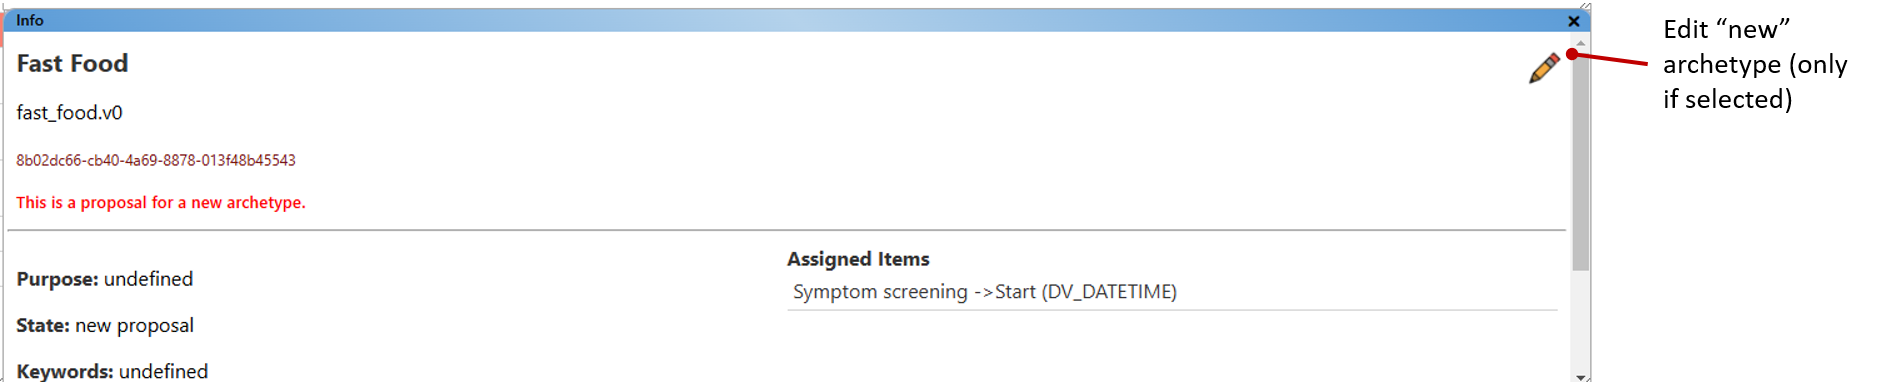 Info
Fast Food
fast_food.v0
8b02dc66-cb40-4a69-8878-013f48b45543
This is a proposal for a new archetype.
Purpose: undefined
State: new proposal
Keywords: undefined
Assigned Items
Symptom screening ->Start (DV_DATETIME)
Edit “new”
archetype (only
if selected)